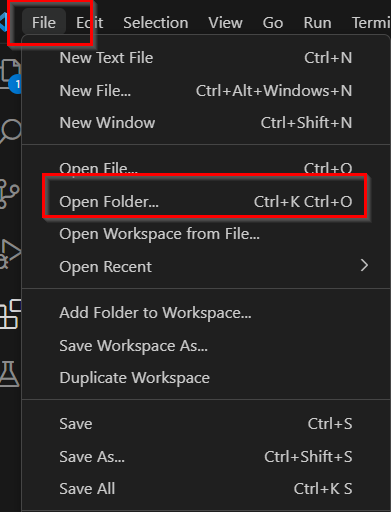 File Edit Selection View Go Run Termi
New Text File Ctrl+N
New File... Ctrl+Alt+Windows+N
1
New Window Ctrl+Shift+N
Open File... Ctrl+O
Open Folder... Ctrl+K Ctrl+O
Open Workspace from File...
Open Recent
Add Folder to Workspace...
Save Workspace As...
Duplicate Workspace
Save Ctrl+S
Save As... Ctrl+Shift+S
Save All Ctrl+K S